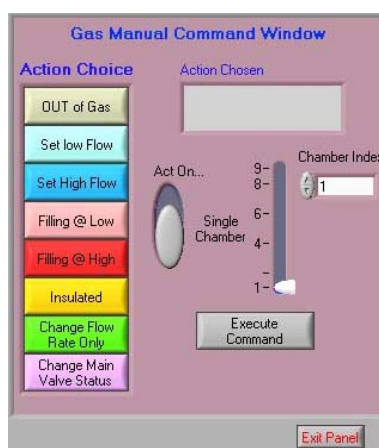 Gas Manual Command Window
Action Choice
Action Chosen
OUT of Gas
Set low Flow
Set High Flow
Filling @ Low
Filling @ High
Insulated
Change Flow
Rate Only
Change Main
Valve Status
Act On...
Single
Chamber
9-
8-
6-
4-
-
1-
Chamber Index
1
Execute
Command
Exit Panel